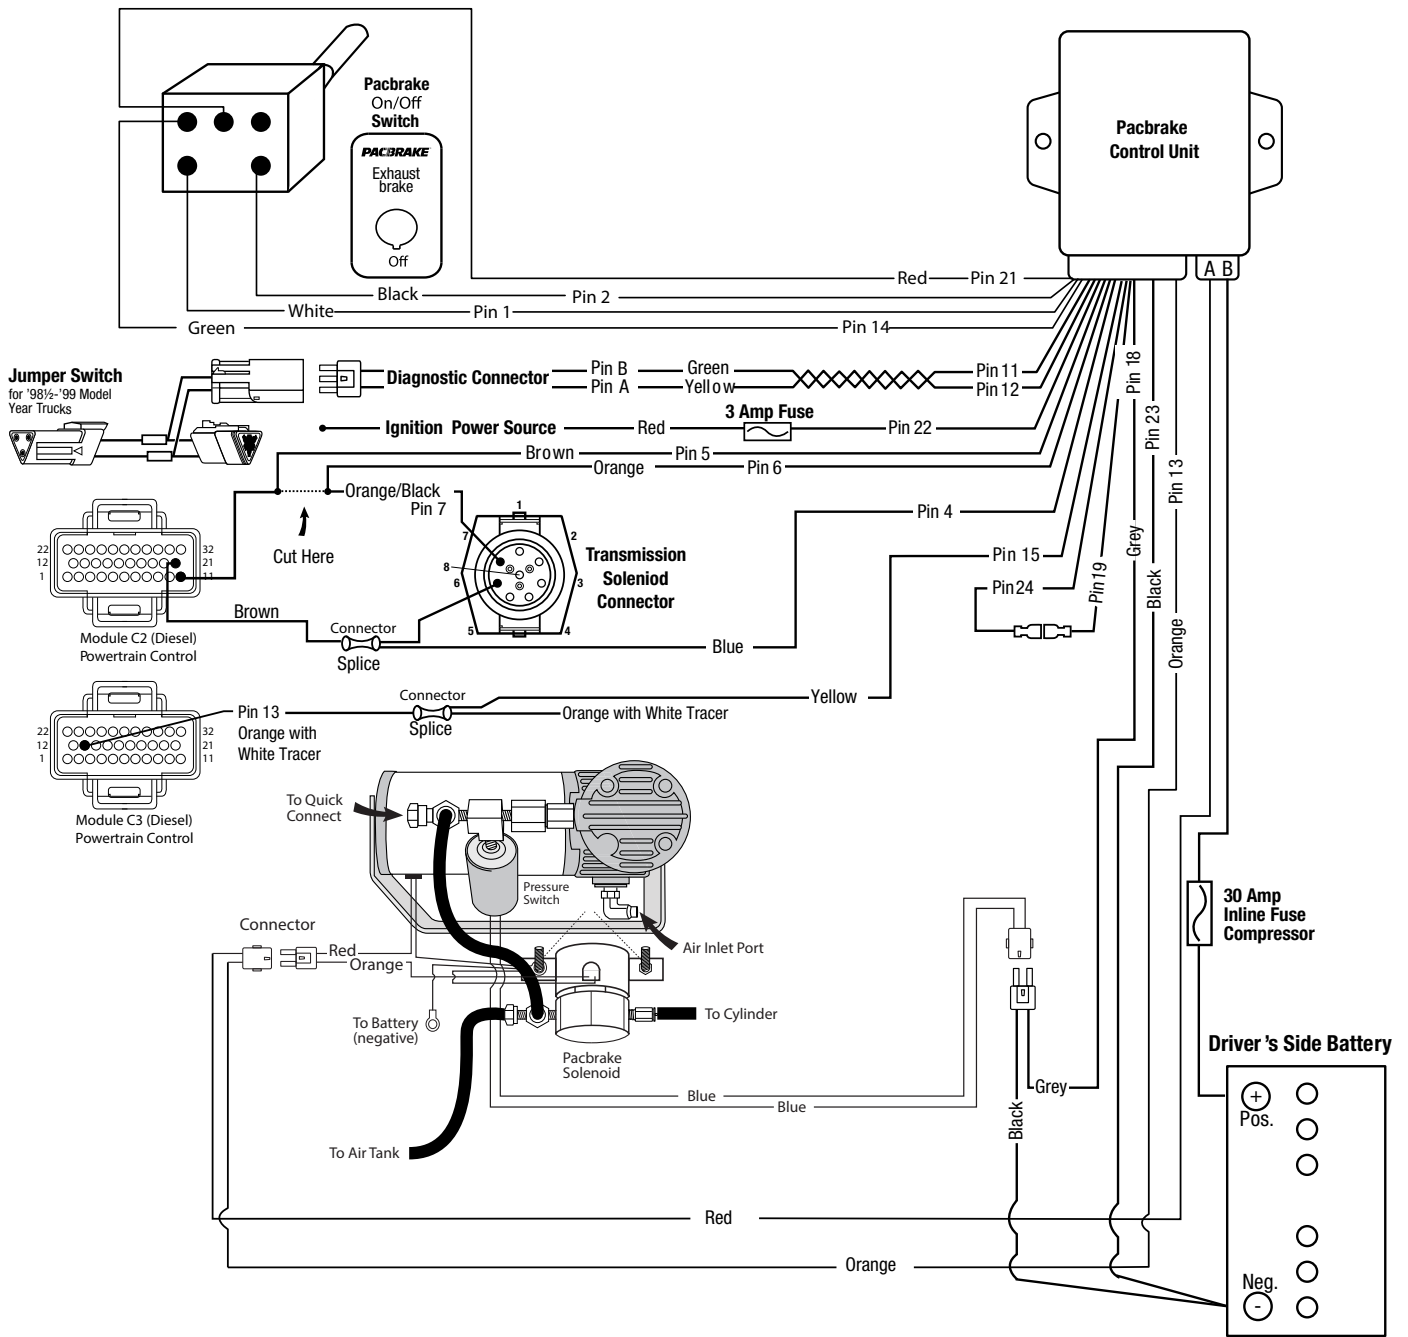 Pacbrake
On/Off
Switch
PACBRAKE
Exhaust
brake
Off
Pacbrake
Control Unit
A B
Red Pin 21
Black Pin 2
White Pin 1
Green Pin 14
Jumper Switch
for '98½-'99 Model
Year Trucks
Diagnostic Connector
Pin B Green Pin 11
Pin A Yellow Pin 12
3 Amp Fuse
Ignition Power Source Red Pin 22
Brown Pin 5
Orange Pin 6
Orange/Black
Pin 7
Cut Here
Pin 18
Pin 23
Pin 13
Grey
Black
Orange
Pin 4
Pin 15
Pin 24
Pin 19
1
2
3
4
5
6
7
8
Transmission
Soleniod
Connector
22 32
12 21
1 11
Module C2 (Diesel)
Powertrain Control
Brown
Connector
Splice
Blue
Yellow
Connector
Splice
Orange with White Tracer
Pin 13
Orange with
White Tracer
22 32
12 21
1 11
Module C3 (Diesel)
Powertrain Control
To Quick
Connect
Pressure
Switch
Air Inlet Port
Connector
Red
Orange
To Battery
(negative)
To Cylinder
Pacbrake
Solenoid
To Air Tank
Blue
Blue
Grey
Black
30 Amp
Inline Fuse
Compressor
Driver's Side Battery
+
Pos.
Neg.
-
Red
Orange